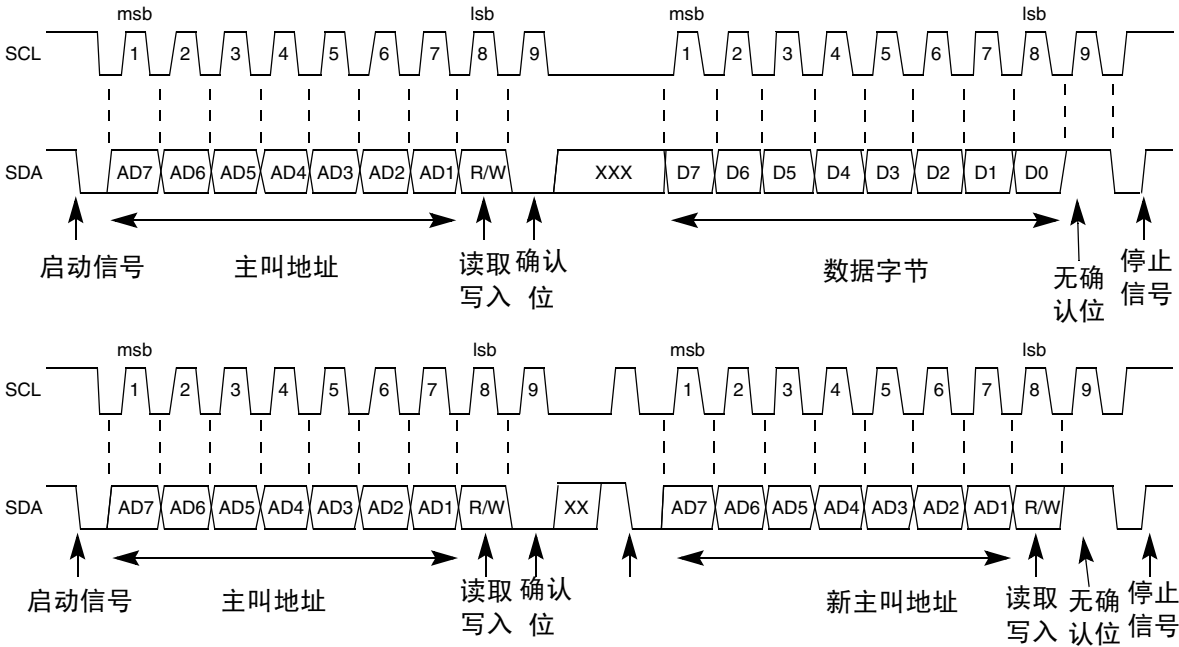 msb lsb msb lsb
SCL 1 2 3 4 5 6 7 8 9 1 2 3 4 5 6 7 8 9
SDA AD7 AD6 AD5 AD4 AD3 AD2 AD1 R/W XXX D7 D6 D5 D4 D3 D2 D1 D0
启动信号 主叫地址 读取 确认 数据字节 无确 停止
写入 位 认位 信号
msb lsb msb lsb
SCL 1 2 3 4 5 6 7 8 9 1 2 3 4 5 6 7 8 9
SDA AD7 AD6 AD5 AD4 AD3 AD2 AD1 R/W XX AD7 AD6 AD5 AD4 AD3 AD2 AD1 R/W
启动信号 主叫地址 读取 确认 新主叫地址 读取 无确 停止
写入 位 写入 认位 信号